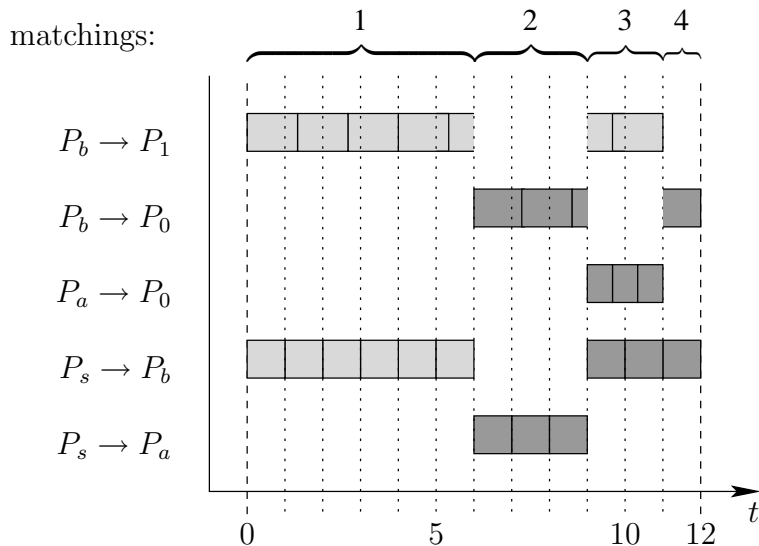 1 2 3 4
matchings:
P_b → P_1
P_b → P_0
P_a → P_0
P_s → P_b
P_s → P_a
t
0 5 10 12